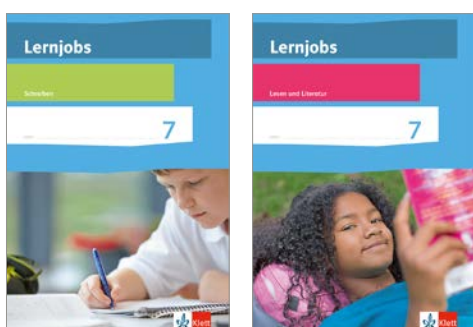 Lernjobs
Schreiben
7
Klett
Lernjobs
Lesen und Literatur
7
Klett